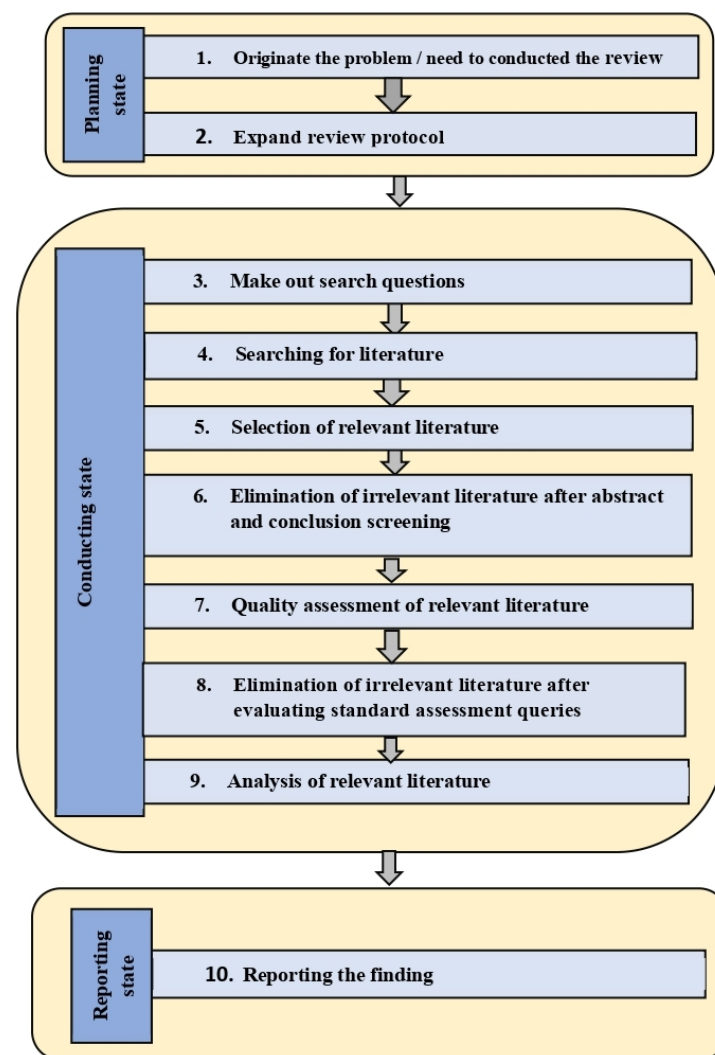 Planning
state
1. Originate the problem / need to conducted the review
2. Expand review protocol
Conducting state
3. Make out search questions
4. Searching for literature
5. Selection of relevant literature
6. Elimination of irrelevant literature after abstract
and conclusion screening
7. Quality assessment of relevant literature
8. Elimination of irrelevant literature after
evaluating standard assessment queries
9. Analysis of relevant literature
Reporting
state
10. Reporting the finding